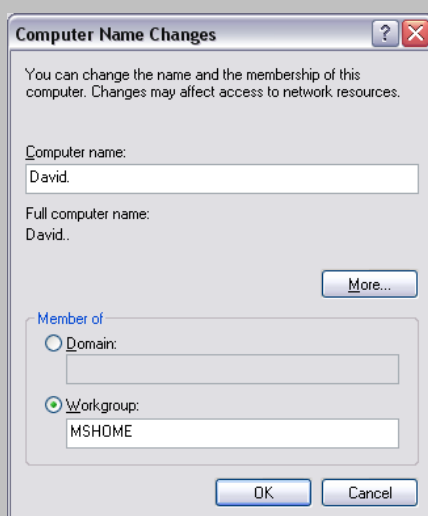 Computer Name Changes
You can change the name and the membership of this
computer. Changes may affect access to network resources.
Computer name:
David.
Full computer name:
David..
More...
Member of
Domain:
Workgroup:
MSHOME
OK Cancel